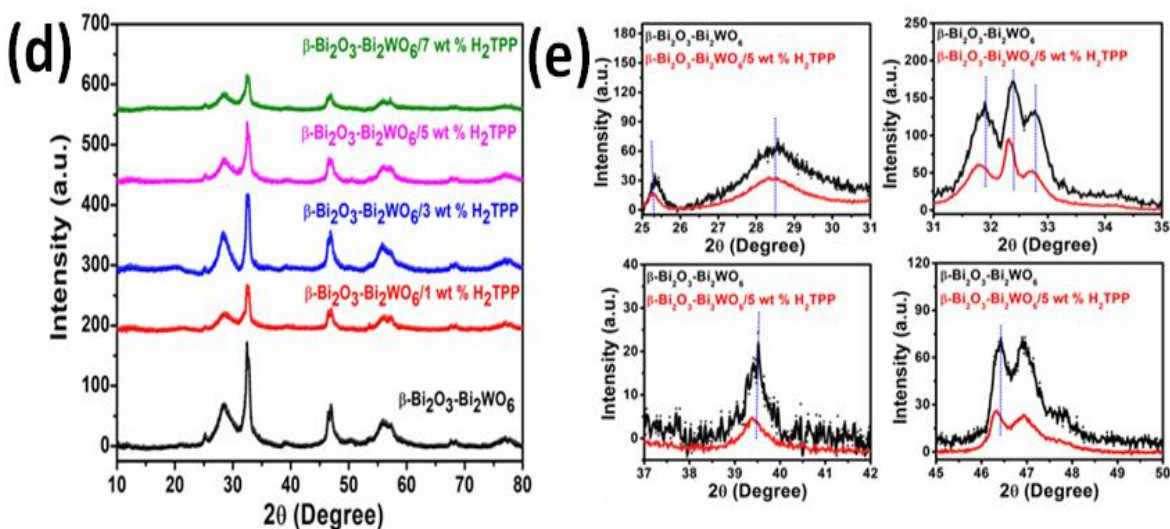 (d)
Intensity (a.u.)
700
600
500
400
300
200
100
0
β-Bi₂O₃-Bi₂WO₆/7 wt % H₂TPP
β-Bi₂O₃-Bi₂WO₆/5 wt % H₂TPP
β-Bi₂O₃-Bi₂WO₆/3 wt % H₂TPP
β-Bi₂O₃-Bi₂WO₆/1 wt % H₂TPP
β-Bi₂O₃-Bi₂WO₆
10 20 30 40 50 60 70 80
2θ (Degree)
(e)
Intensity (a.u.)
180
150
120
90
60
30
0
β-Bi₂O₃-Bi₂WO₆
β-Bi₂O₃-Bi₂WO₆/5 wt % H₂TPP
25 26 27 28 29 30 31
2θ (Degree)
Intensity (a.u.)
250
200
150
100
50
0
β-Bi₂O₃-Bi₂WO₆
β-Bi₂O₃-Bi₂WO₆/5 wt % H₂TPP
31 32 33 34 35
2θ (Degree)
Intensity (a.u.)
40
30
20
10
0
β-Bi₂O₃-Bi₂WO₆
β-Bi₂O₃-Bi₂WO₆/5 wt % H₂TPP
37 38 39 40 41 42
2θ (Degree)
Intensity (a.u.)
120
90
60
30
0
β-Bi₂O₃-Bi₂WO₆
β-Bi₂O₃-Bi₂WO₆/5 wt % H₂TPP
45 46 47 48 49 50
2θ (Degree)